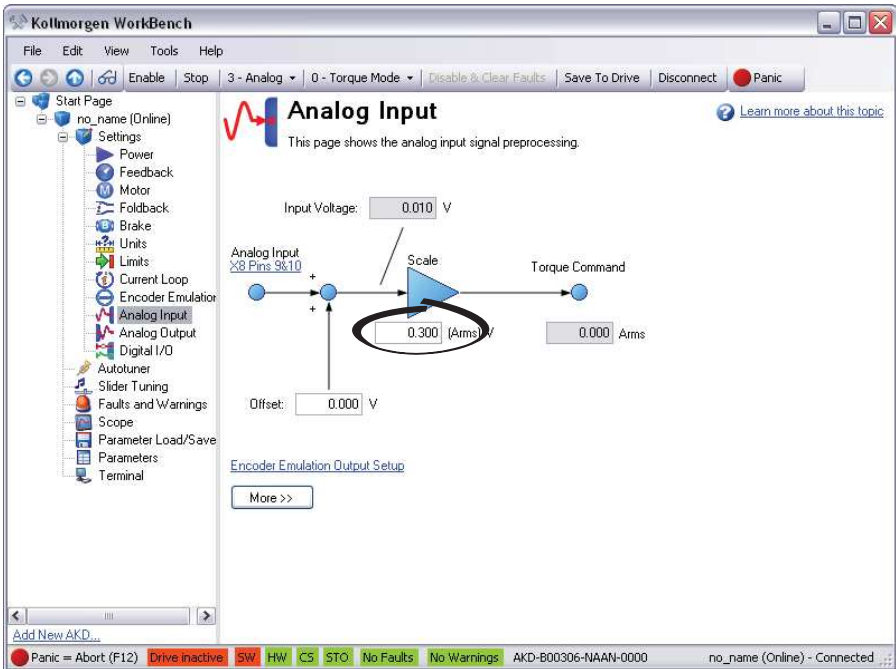 Kollmorgen WorkBench
File Edit View Tools Help
Enable Stop 3 - Analog 0 - Torque Mode Disable & Clear Faults Save To Drive Disconnect Panic
Start Page
no_name (Online)
Settings
Power
Feedback
Motor
Foldback
Brake
Units
Limits
Current Loop
Encoder Emulation
Analog Input
Analog Output
Digital I/O
Autotuner
Slider Tuning
Faults and Warnings
Scope
Parameter Load/Save
Parameters
Terminal
Add New AKD...
Analog Input
Learn more about this topic
This page shows the analog input signal preprocessing.
Input Voltage: 0.010 V
Analog Input
X8 Pins 9&10
Scale
Torque Command
+
+
0.300 (Arms)/V
0.000 Arms
Offset: 0.000 V
Encoder Emulation Output Setup
More >>
Panic = Abort (F12) Drive inactive SW HW CS STO No Faults No Warnings AKD-B00306-NAAN-0000 no_name (Online) - Connected